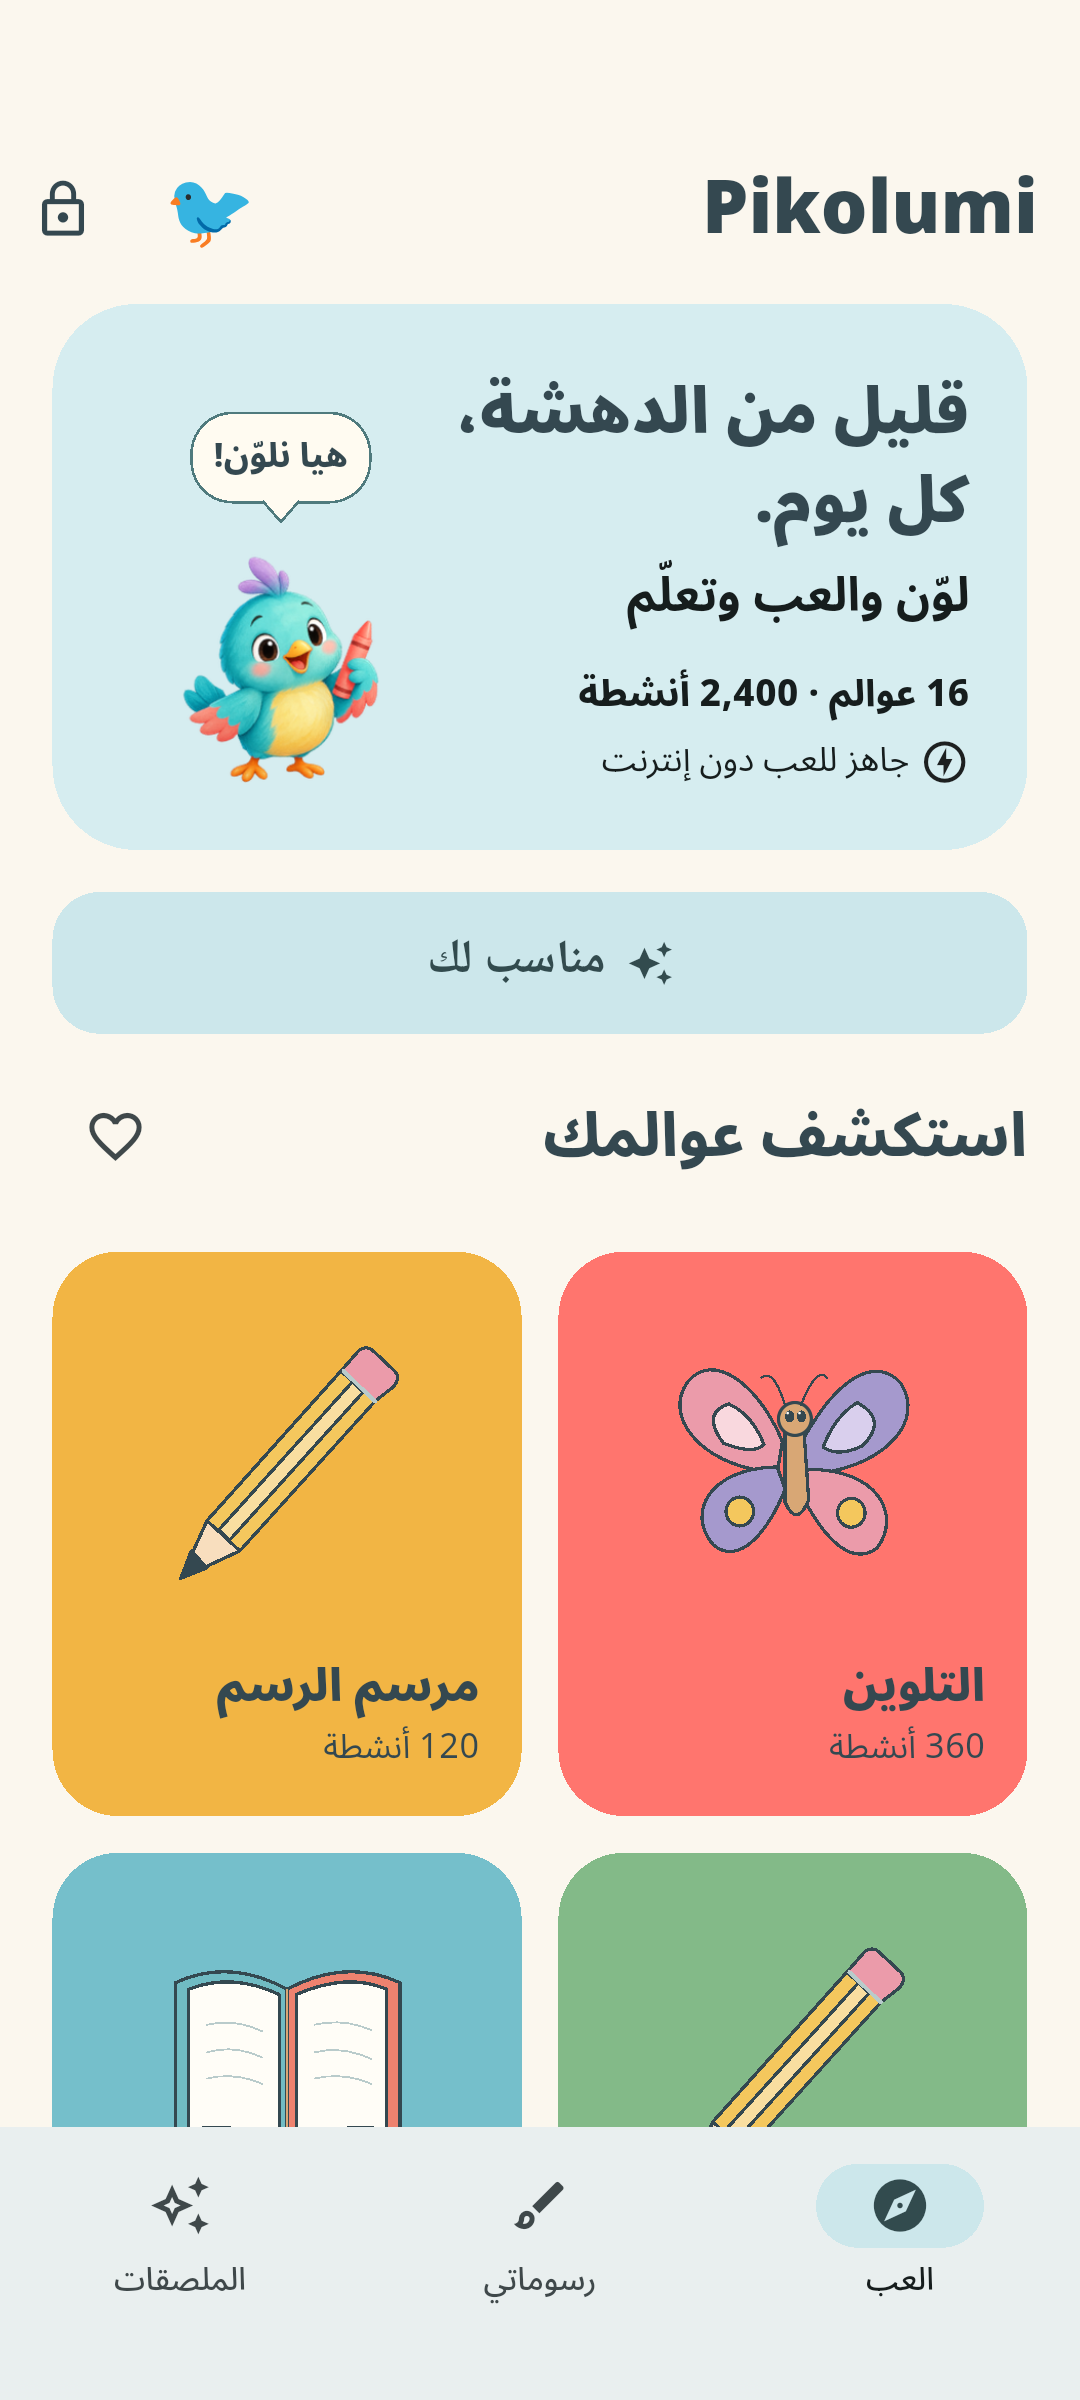 Pikolumi
قليل من الدهشة،
كل يوم.
لوّن والعب وتعلّم
16 عوالم · 2,400 أنشطة
جاهز للعب دون إنترنت
هيا نلوّن!
مناسب لك
استكشف عوالمك
التلوين
360 أنشطة
مرسم الرسم
120 أنشطة
العب
رسوماتي
الملصقات